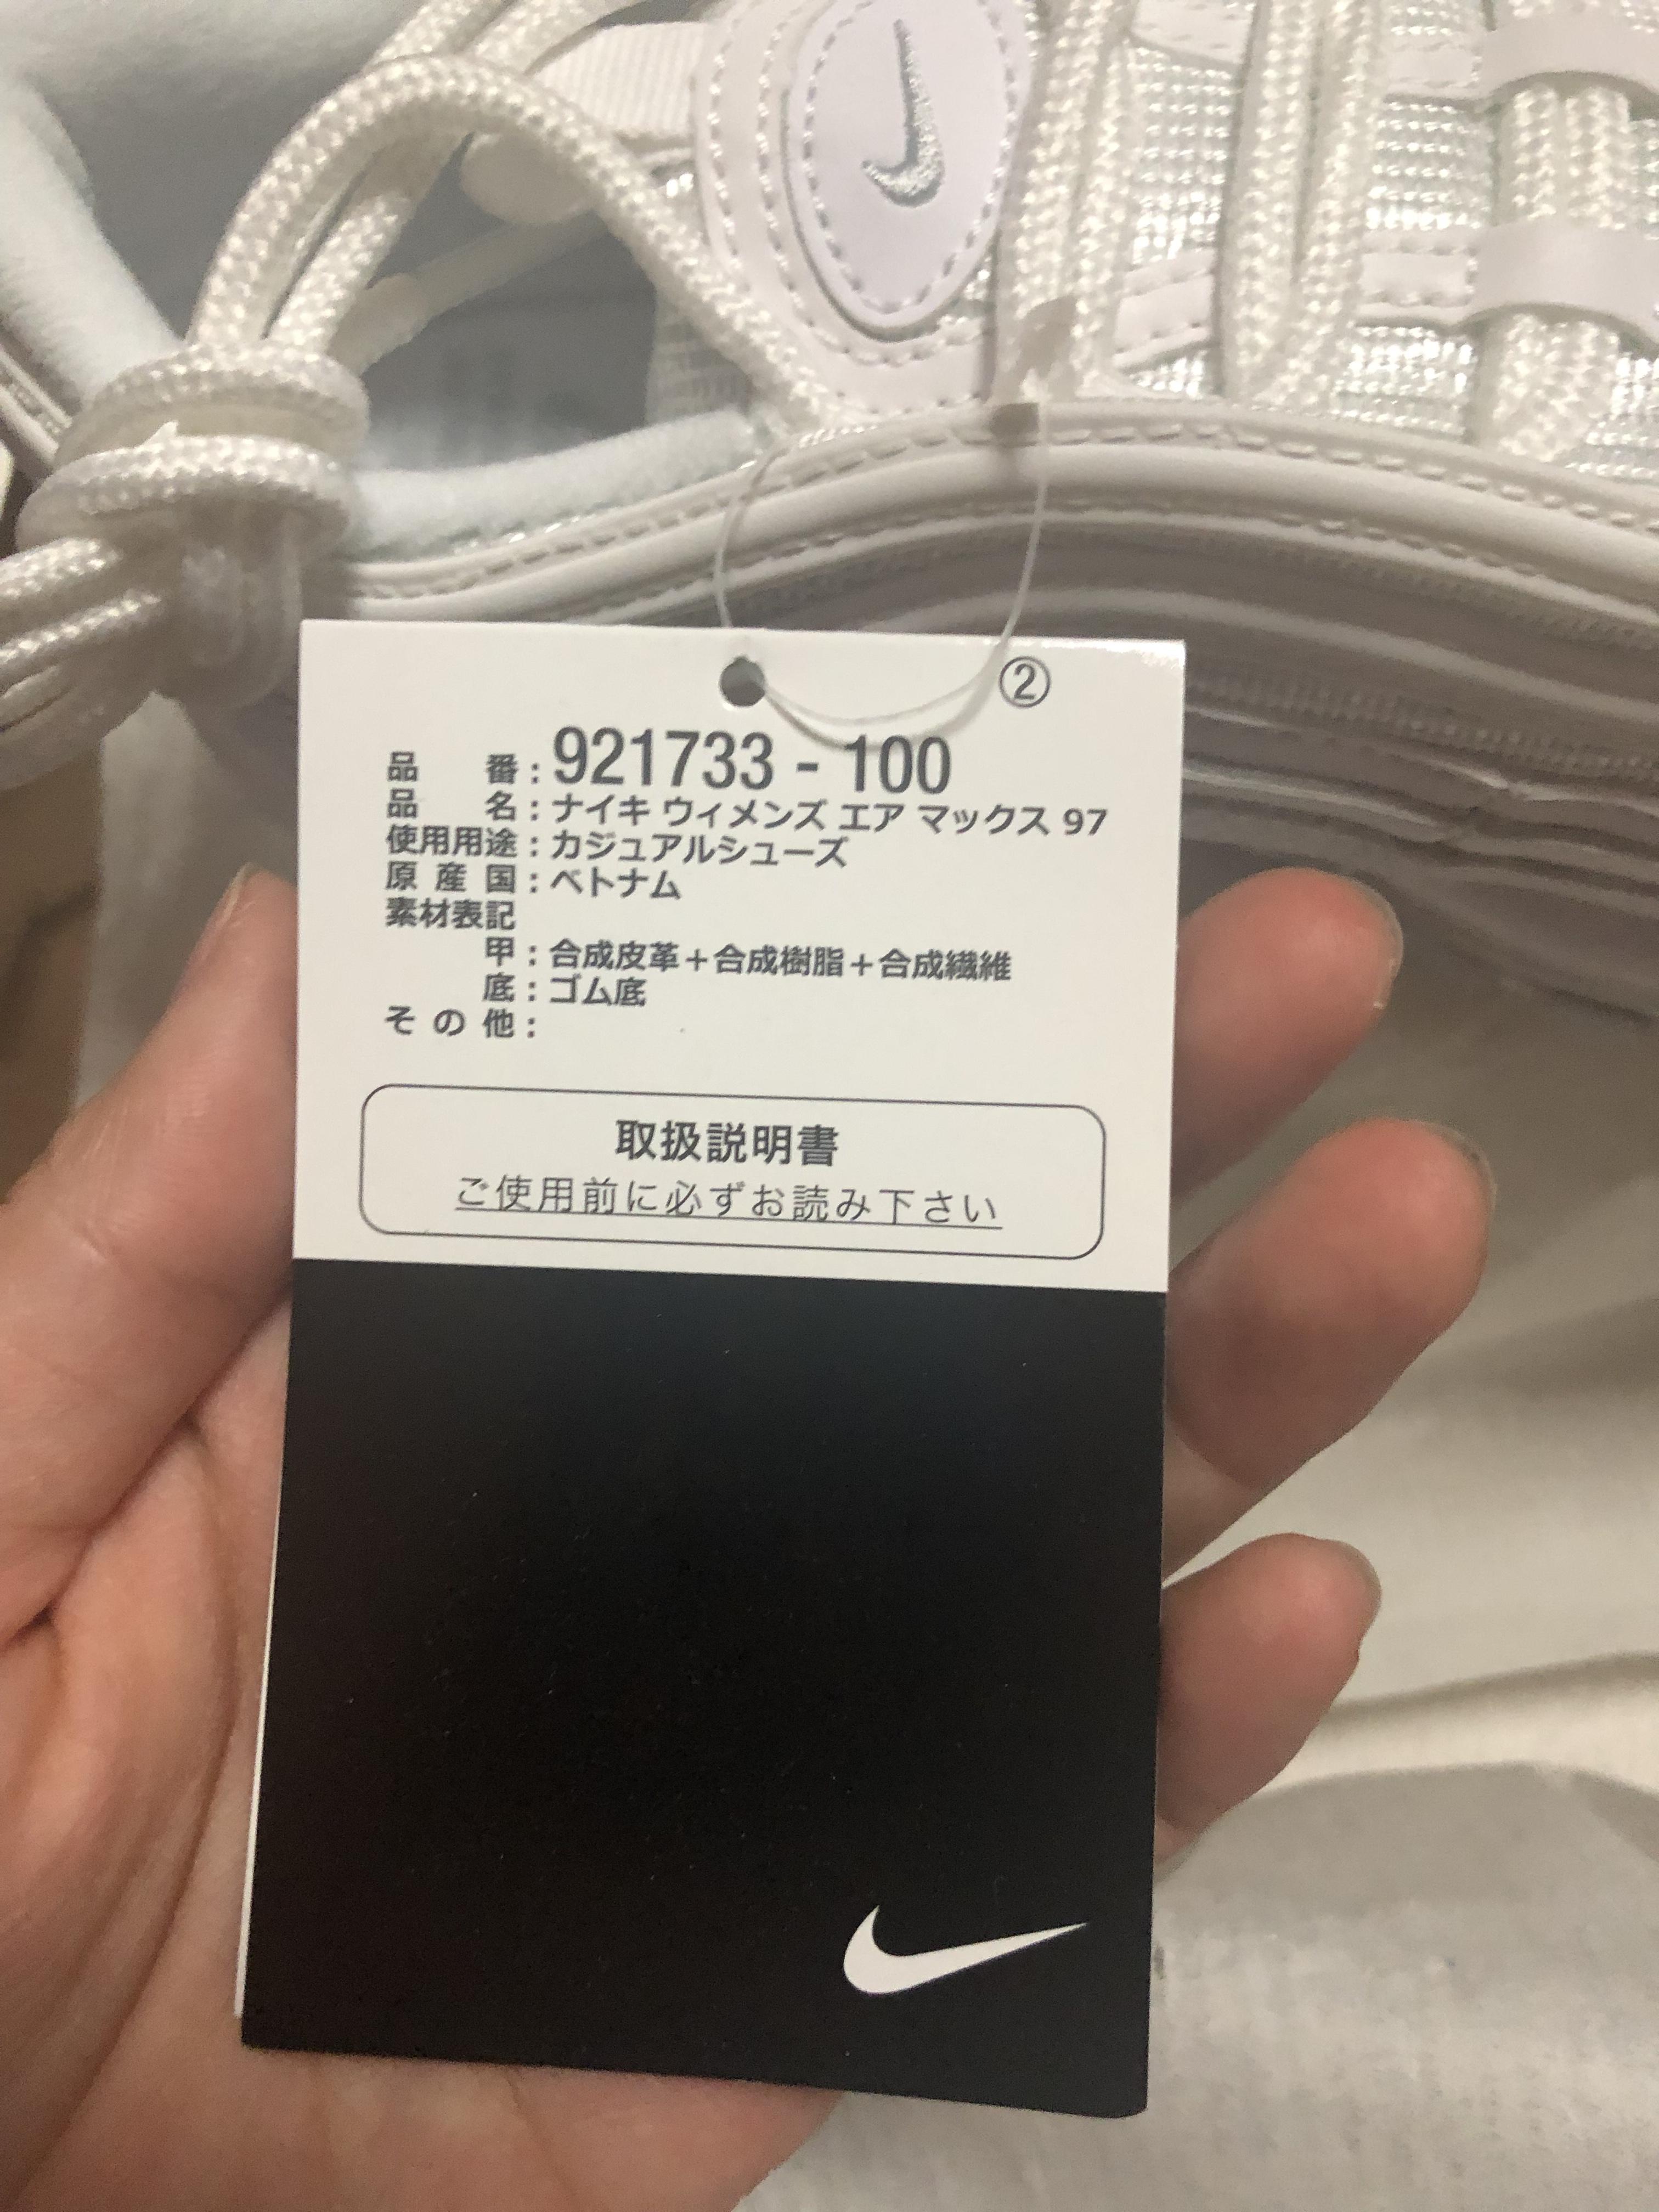 ②
品番:921733-100
品名:ナイキ ウィメンズ エア マックス 97
使用用途:カジュアルシューズ
原産国:ベトナム
素材表記
甲:合成皮革+合成樹脂+合成繊維
底:ゴム底
その他:
取扱説明書
ご使用前に必ずお読み下さい